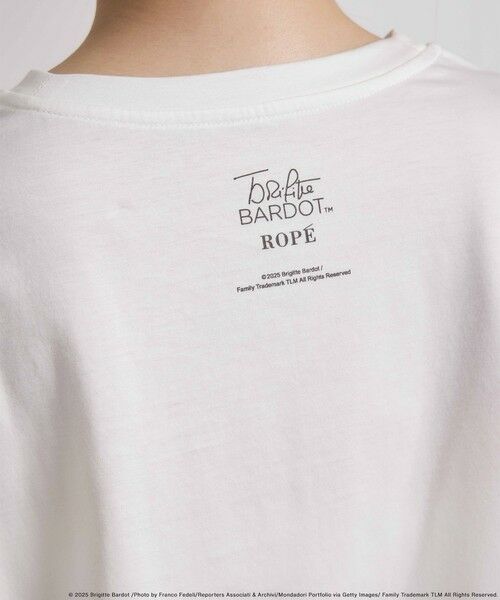 Brigitte
BARDOT™
ROPÉ
©2025 Brigitte Bardot /
Family Trademark TLM All Rights Reserved
© 2025 Brigitte Bardot /Photo by Franco Fedeli/Reporters Associati & Archivi/Mondadori Portfolio via Getty Images/ Family Trademark TLM All Rights Reserved